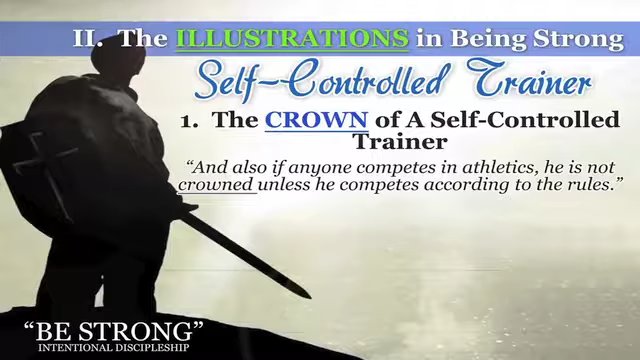 II. The ILLUSTRATIONS in Being Strong
Self-Controlled Trainer
1. The CROWN of A Self-Controlled
Trainer
“And also if anyone competes in athletics, he is not
crowned unless he competes according to the rules.”
“BE STRONG”
INTENTIONAL DISCIPLESHIP